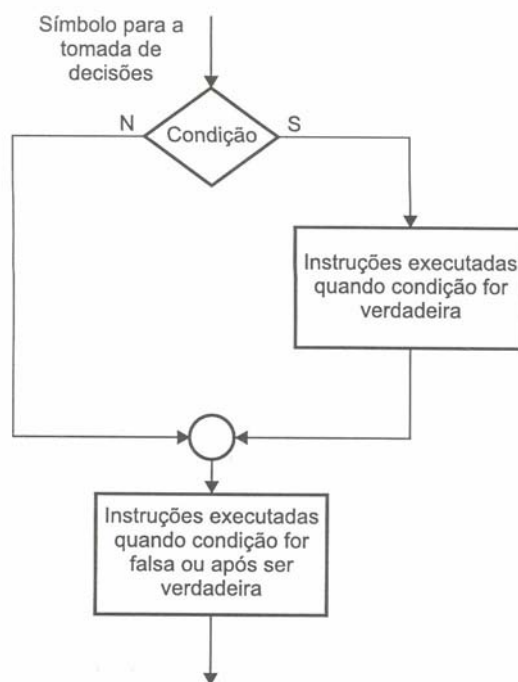 Símbolo para a
tomada de
decisões
N
Condição
S
Instruções executadas
quando condição for
verdadeira
Instruções executadas
quando condição for
falsa ou após ser
verdadeira